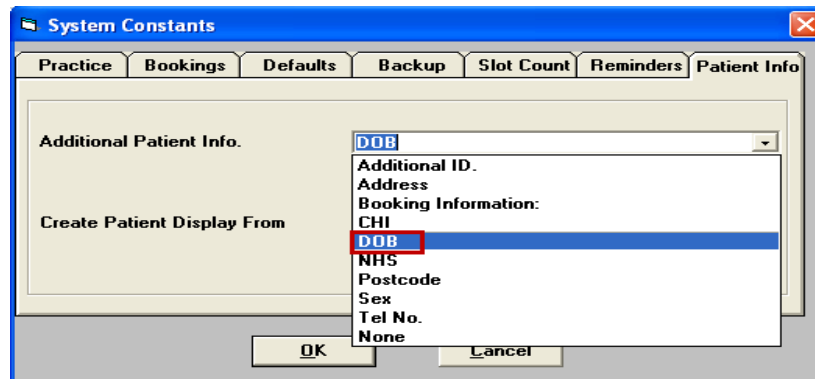 System Constants
Practice Bookings Defaults Backup Slot Count Reminders Patient Info
Additional Patient Info. DOB
Additional ID.
Address
Booking Information:
Create Patient Display From
CHI
DOB
NHS
Postcode
Sex
Tel No.
None
OK Cancel